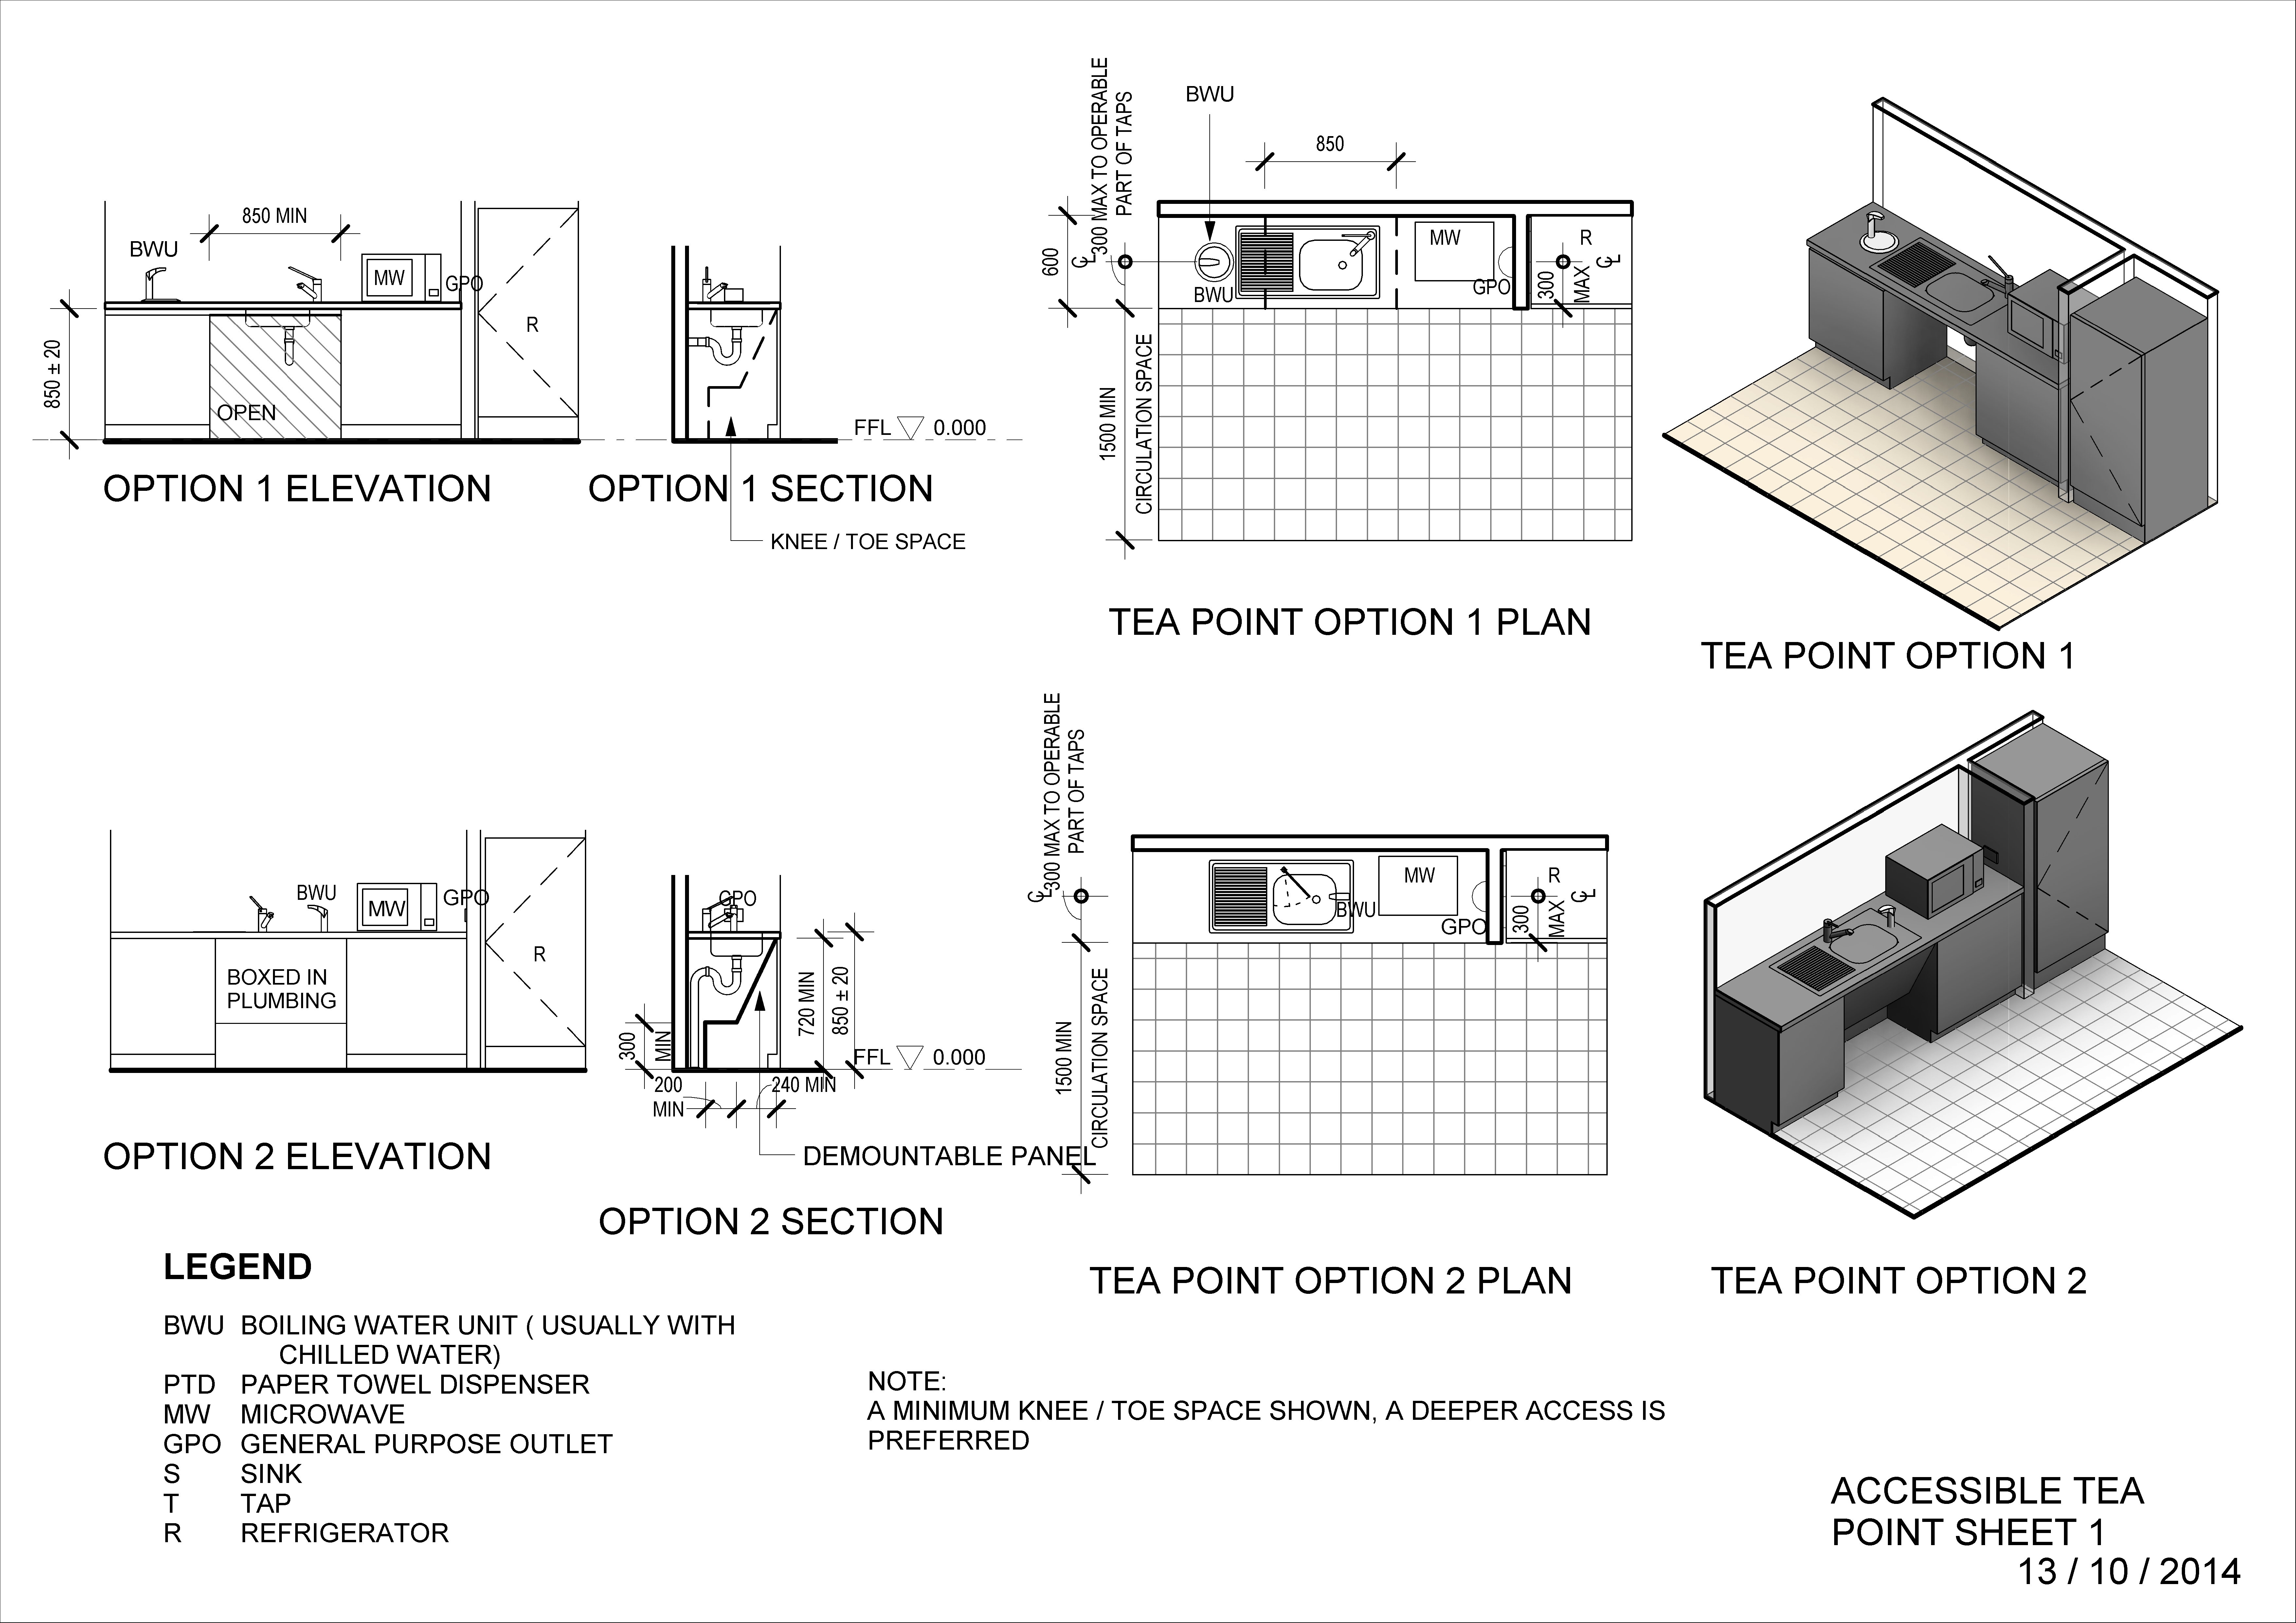 850 MIN
BWU
MW
GPO
R
850 ± 20
OPEN
OPTION 1 ELEVATION
FFL 0.000
OPTION 1 SECTION
KNEE / TOE SPACE
300 MAX TO OPERABLE
PART OF TAPS
BWU
850
600
CL
MW
R
CL
BWU
GPO
300
MAX
1500 MIN
CIRCULATION SPACE
TEA POINT OPTION 1 PLAN
TEA POINT OPTION 1
BWU
MW
GPO
R
BOXED IN
PLUMBING
OPTION 2 ELEVATION
GPO
720 MIN
850 ± 20
300
MIN
FFL 0.000
200
MIN
240 MIN
DEMOUNTABLE PANEL
OPTION 2 SECTION
300 MAX TO OPERABLE
PART OF TAPS
CL
MW
R
CL
BWU
GPO
300
MAX
1500 MIN
CIRCULATION SPACE
TEA POINT OPTION 2 PLAN
TEA POINT OPTION 2
LEGEND
BWU BOILING WATER UNIT ( USUALLY WITH
CHILLED WATER)
PTD PAPER TOWEL DISPENSER
MW MICROWAVE
GPO GENERAL PURPOSE OUTLET
S SINK
T TAP
R REFRIGERATOR
NOTE:
A MINIMUM KNEE / TOE SPACE SHOWN, A DEEPER ACCESS IS
PREFERRED
ACCESSIBLE TEA
POINT SHEET 1
13 / 10 / 2014